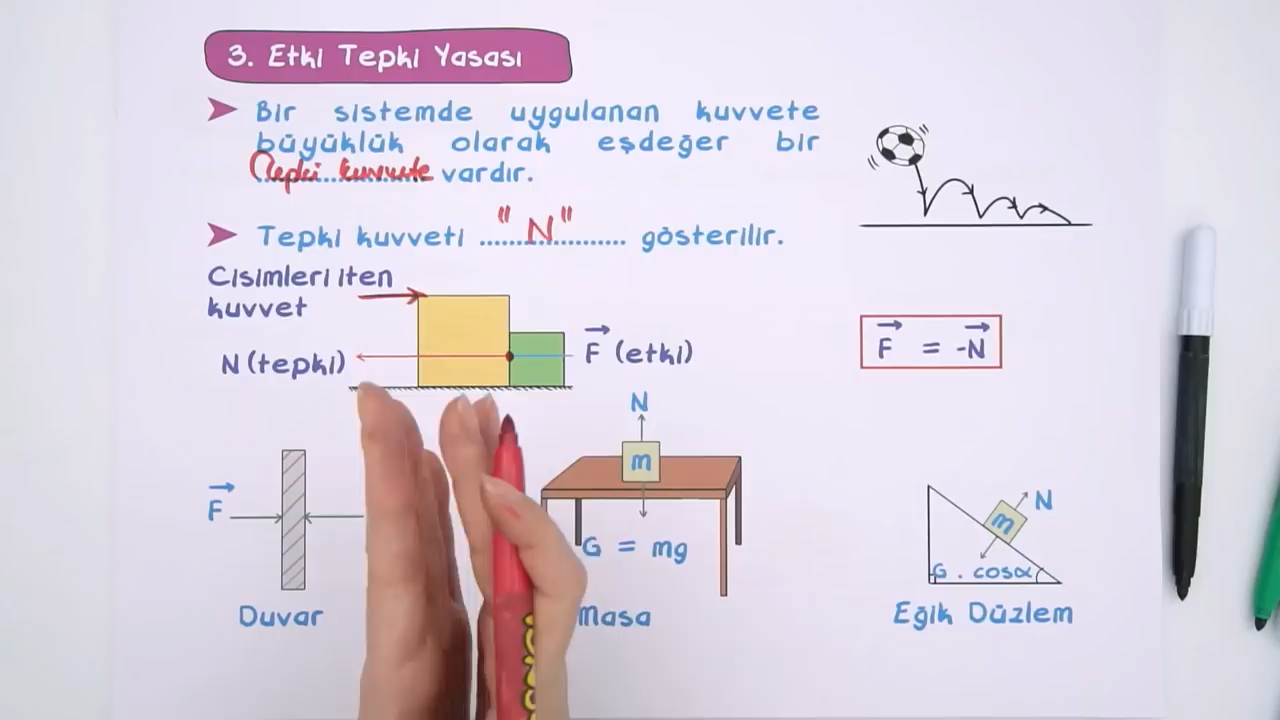 3. Etki Tepki Yasası
Bir sistemde uygulanan kuvvete
büyüklük olarak eşdeğer bir
Tepki kuvvete vardır.
Tepki kuvveti ......"N"...... gösterilir.
Cisimleri iten
kuvvet
N (tepki)
F (etki)
F = -N
N
m
G = mg
Masa
F
Duvar
N
m
G . cosα
Eğik Düzlem